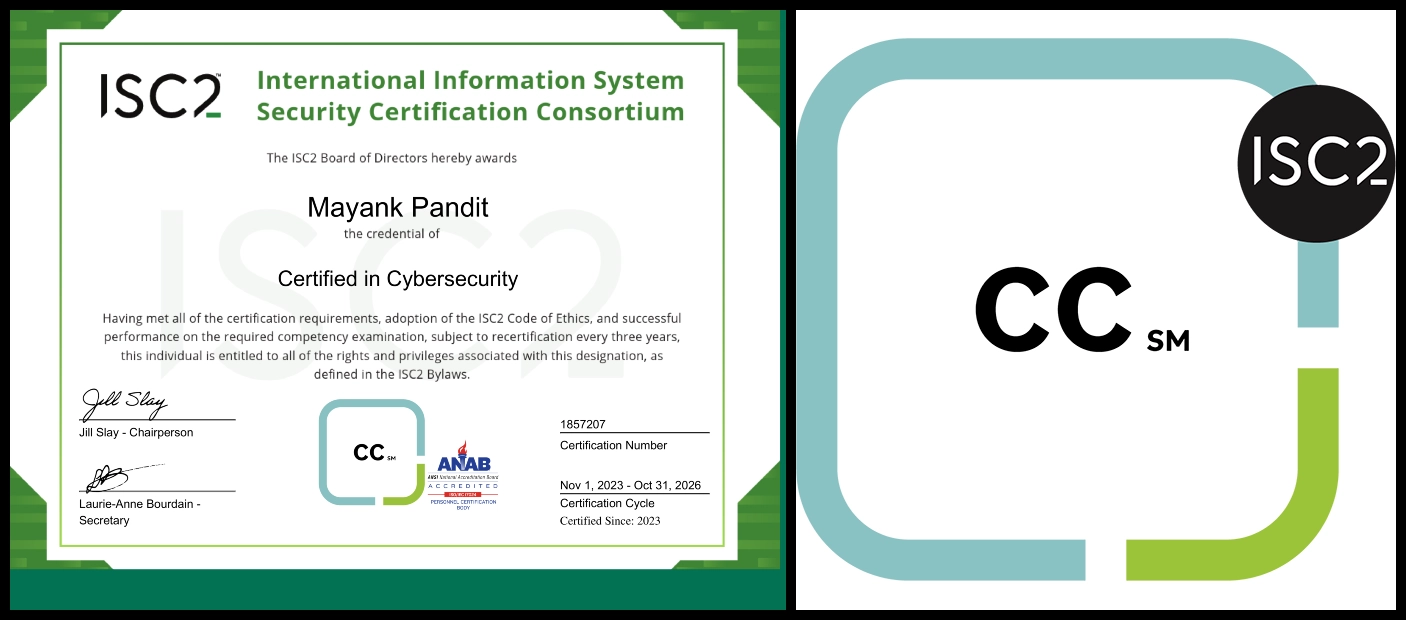 ISC2™
International Information System
Security Certification Consortium
The ISC2 Board of Directors hereby awards
Mayank Pandit
the credential of
Certified in Cybersecurity
Having met all of the certification requirements, adoption of the ISC2 Code of Ethics, and successful
performance on the required competency examination, subject to recertification every three years,
this individual is entitled to all of the rights and privileges associated with this designation, as
defined in the ISC2 Bylaws.
Jill Slay
Jill Slay - Chairperson
Laurie-Anne Bourdain -
Secretary
CC SM
ANAB
ANSI National Accreditation Board
ACCREDITED
ISO/IEC 17024
PERSONNEL CERTIFICATION
BODY
1857207
Certification Number
Nov 1, 2023 - Oct 31, 2026
Certification Cycle
Certified Since: 2023
ISC2
ISC2
CC SM